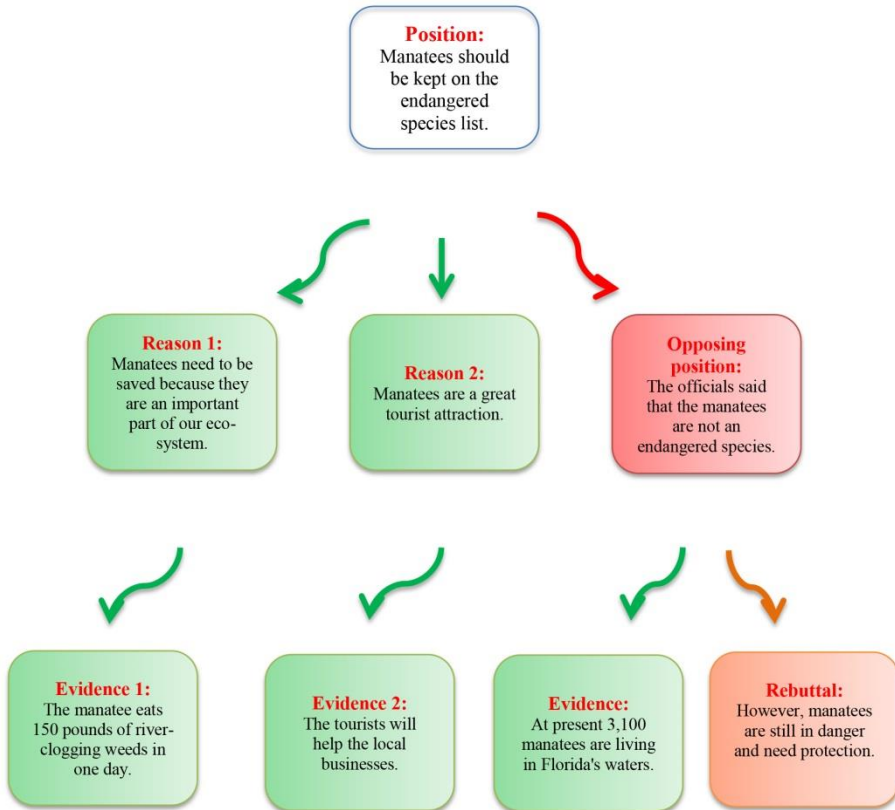 Position:
Manatees should
be kept on the
endangered
species list.
Reason 1:
Manatees need to be
saved because they
are an important
part of our eco-
system.
Reason 2:
Manatees are a great
tourist attraction.
Opposing
position:
The officials said
that the manatees
are not an
endangered species.
Evidence 1:
The manatee eats
150 pounds of river-
clogging weeds in
one day.
Evidence 2:
The tourists will
help the local
businesses.
Evidence:
At present 3,100
manatees are living
in Florida's waters.
Rebuttal:
However, manatees
are still in danger
and need protection.